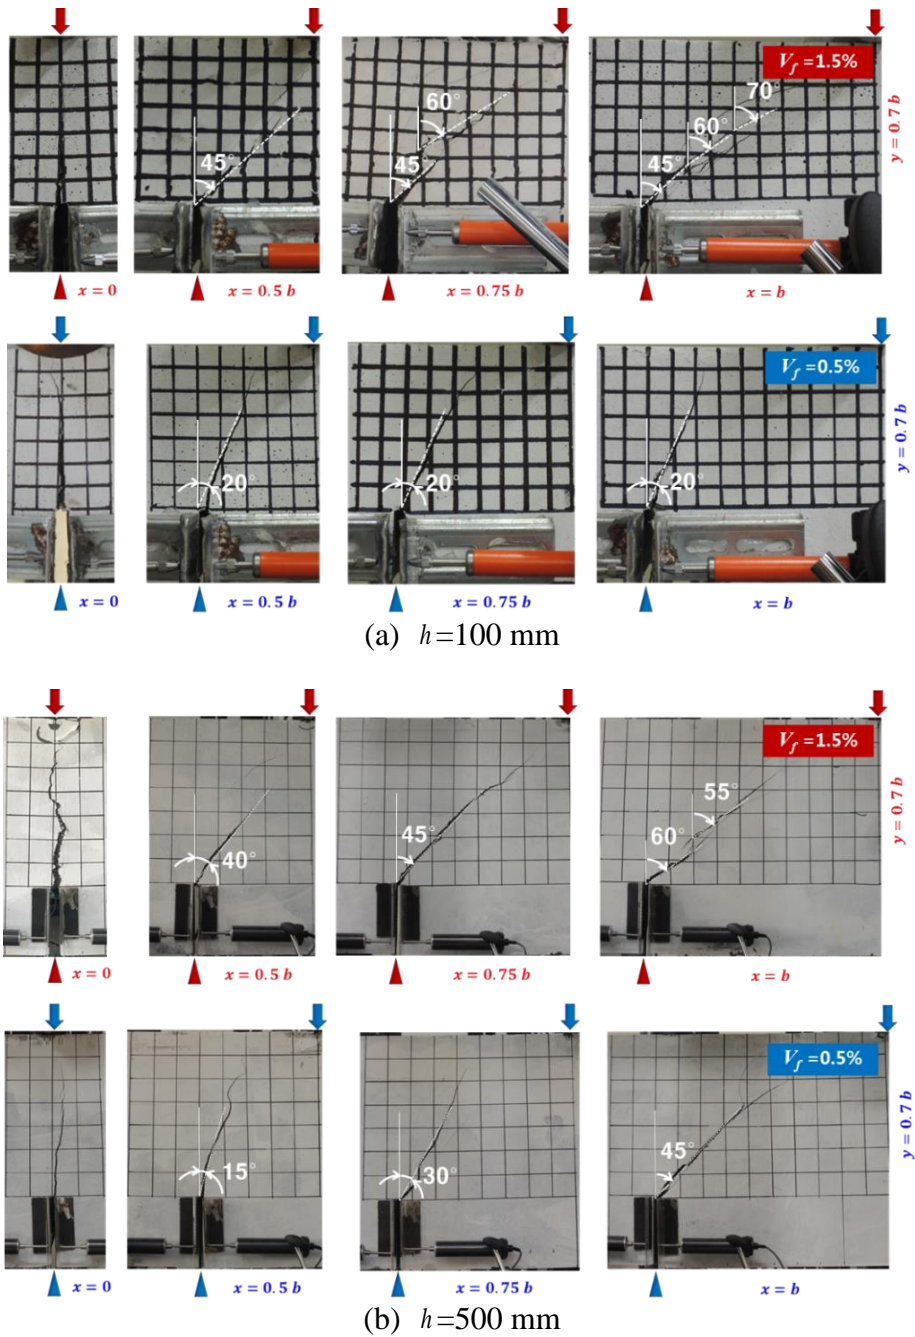 V_f =1.5%
70°
60°
60°
45°
45°
45°
y = 0.7 b
x = 0
x = 0.5 b
x = 0.75 b
x = b
V_f =0.5%
20°
20°
20°
y = 0.7 b
x = 0
x = 0.5 b
x = 0.75 b
x = b
(a) h=100 mm
V_f =1.5%
55°
60°
45°
40°
y = 0.7 b
x = 0
x = 0.5 b
x = 0.75 b
x = b
V_f =0.5%
45°
15°
30°
y = 0.7 b
x = 0
x = 0.5 b
x = 0.75 b
x = b
(b) h=500 mm